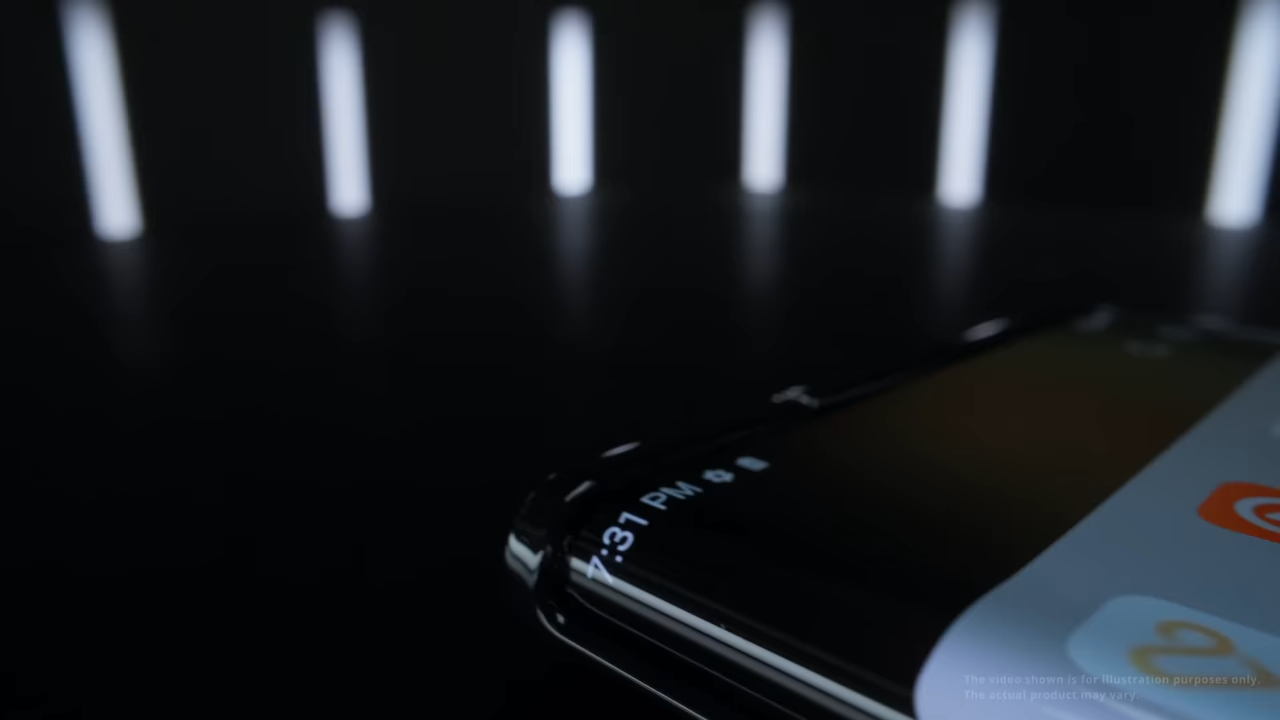 7:31 PM
The video shown is for illustration purposes only.
The actual product may vary.